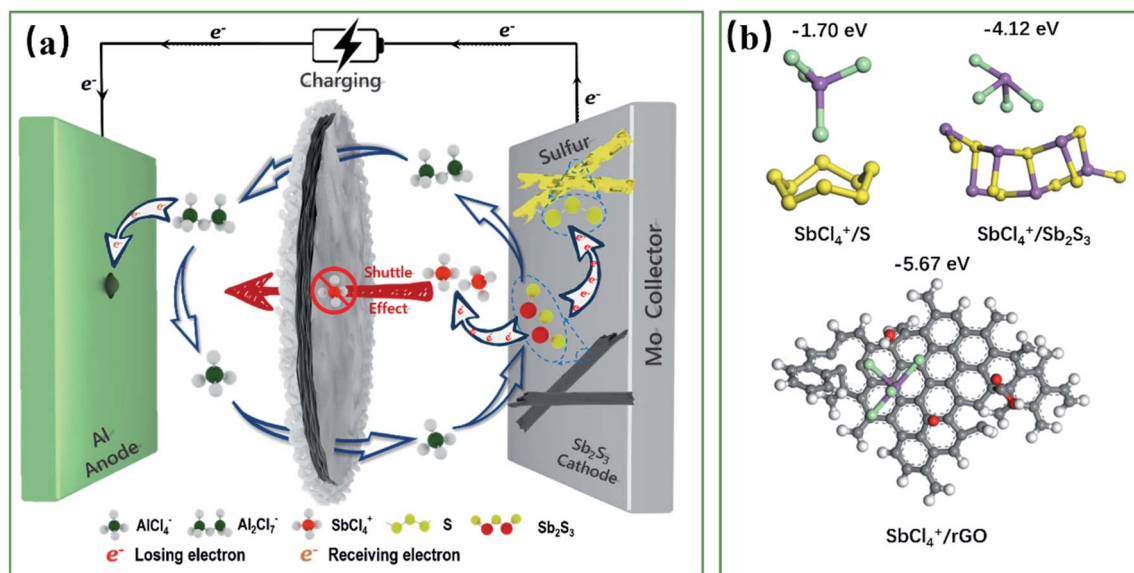 (a)
e-
e-
Charging
e-
e-
Sulfur
Mo Collector
e-
e-
e-
Shuttle
Effect
Al
Anode
Sb₂S₃
Cathode
AlCl₄⁻
Al₂Cl₇⁻
SbCl₄⁺
S
Sb₂S₃
e- Losing electron
e- Receiving electron
(b)
-1.70 eV
-4.12 eV
SbCl₄⁺/S
SbCl₄⁺/Sb₂S₃
-5.67 eV
SbCl₄⁺/rGO